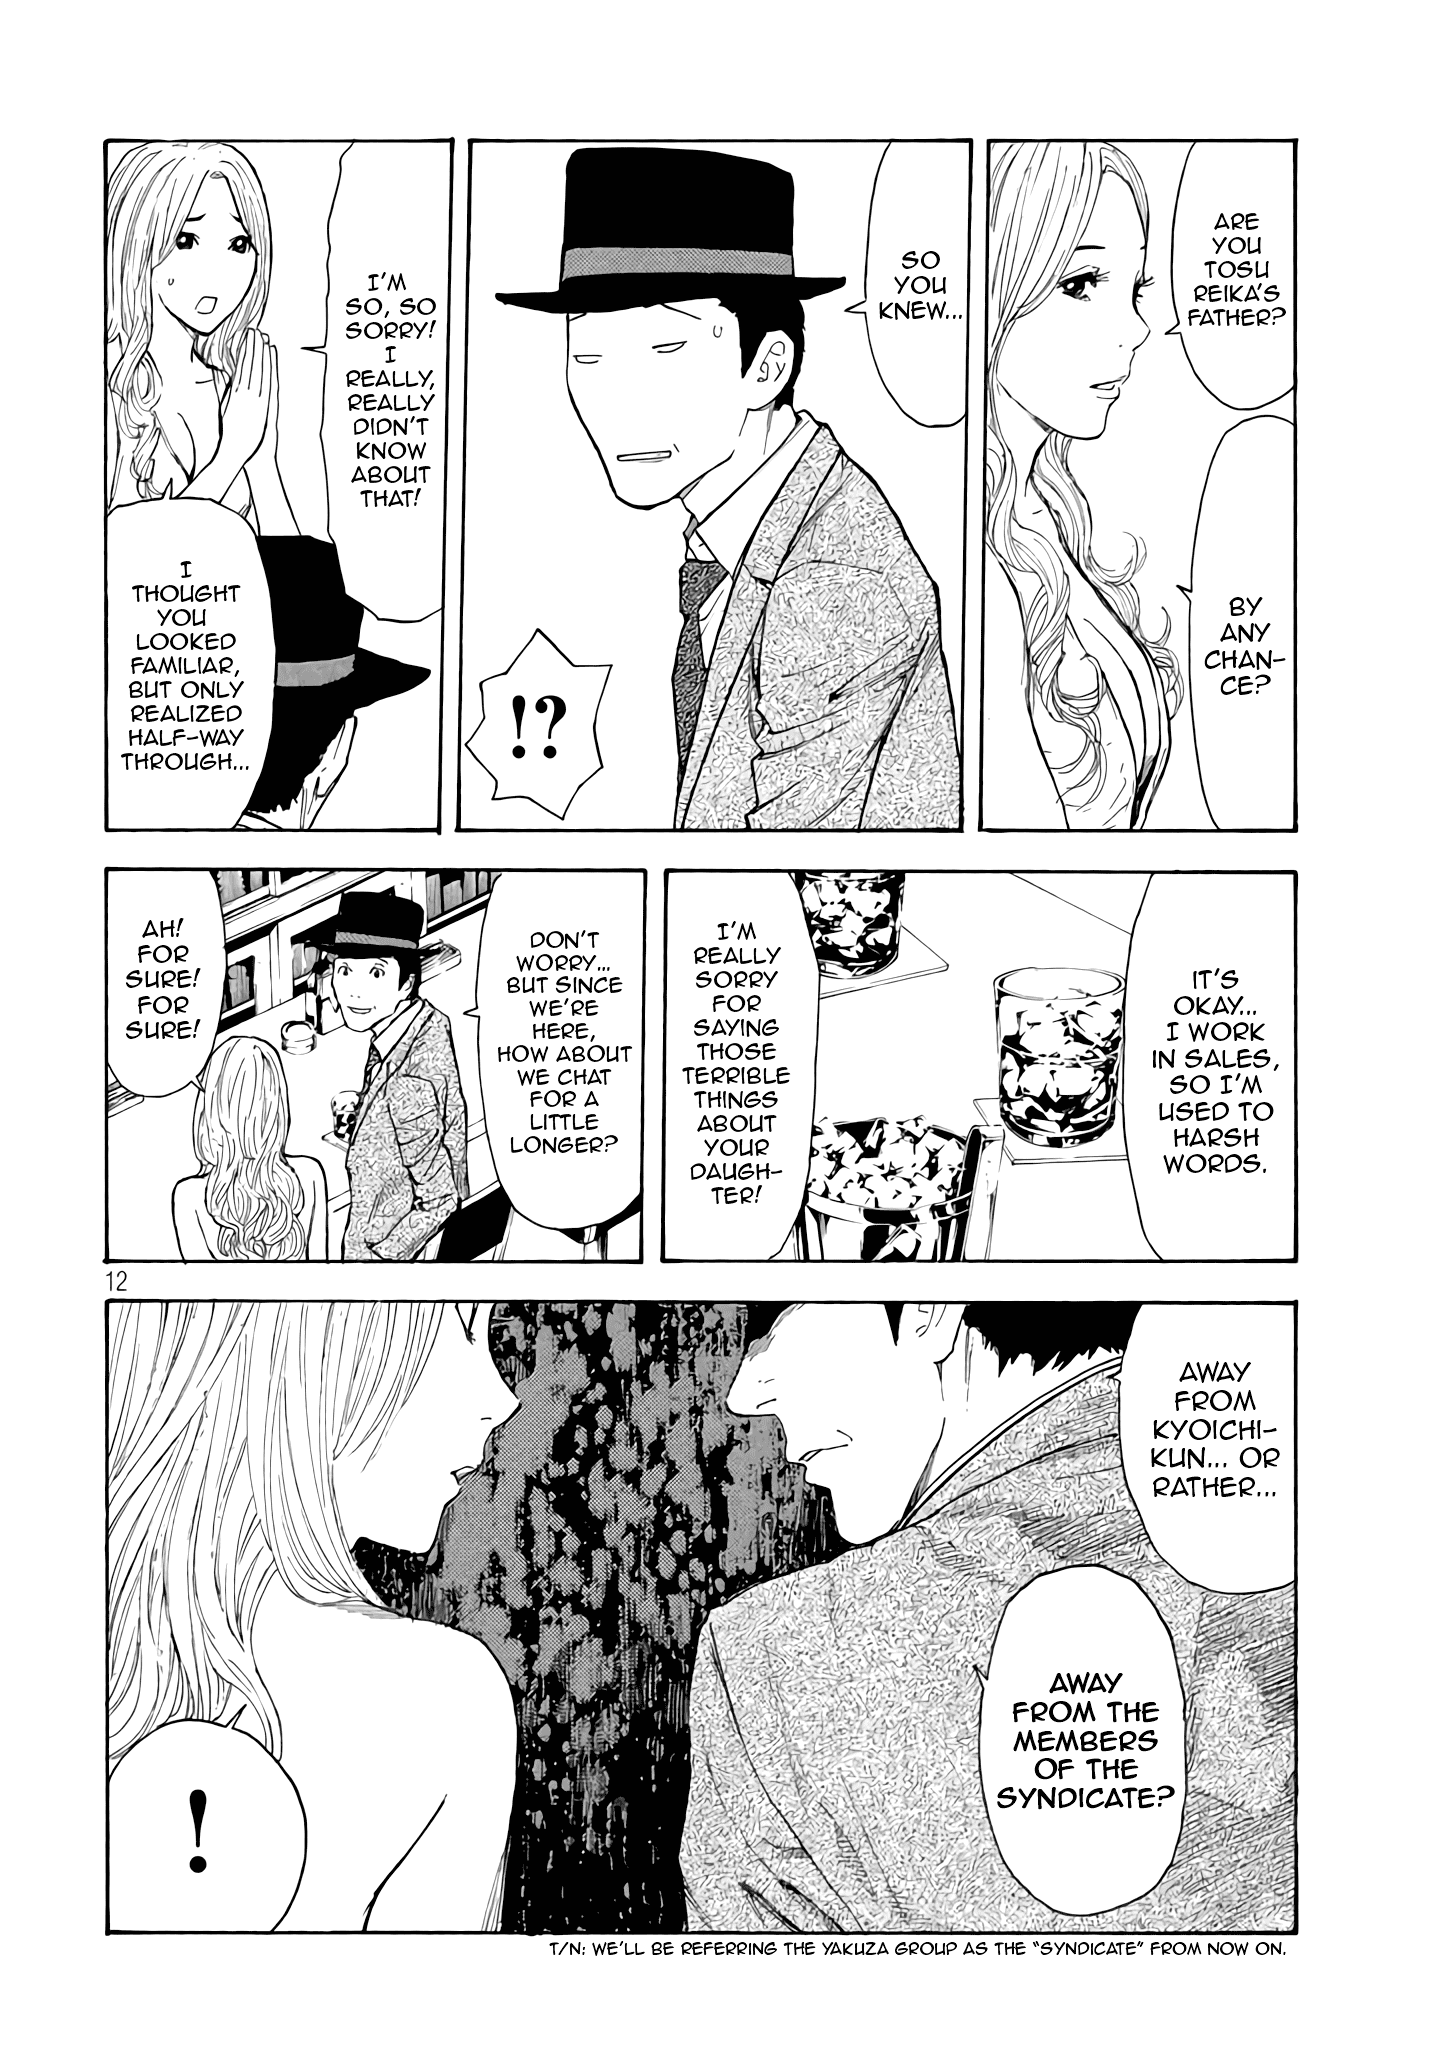 ARE
YOU
TOSU
REIKA'S
FATHER?
BY
ANY
CHAN-
CE?
SO
YOU
KNEW...
!?
I'M
SO, SO
SORRY!
I
REALLY,
REALLY
DIDN'T
KNOW
ABOUT
THAT!
I
THOUGHT
YOU
LOOKED
FAMILIAR,
BUT ONLY
REALIZED
HALF-WAY
THROUGH...
IT'S
OKAY...
I WORK
IN SALES,
SO I'M
USED TO
HARSH
WORDS.
I'M
REALLY
SORRY
FOR
SAYING
THOSE
TERRIBLE
THINGS
ABOUT
YOUR
DAUGH-
TER!
DON'T
WORRY...
BUT SINCE
WE'RE
HERE,
HOW ABOUT
WE CHAT
FOR A
LITTLE
LONGER?
AH!
FOR
SURE!
FOR
SURE!
12
AWAY
FROM
KYOICHI-
KUN... OR
RATHER...
AWAY
FROM THE
MEMBERS
OF THE
SYNDICATE?
!
T/N: WE'LL BE REFERRING THE YAKUZA GROUP AS THE "SYNDICATE" FROM NOW ON.